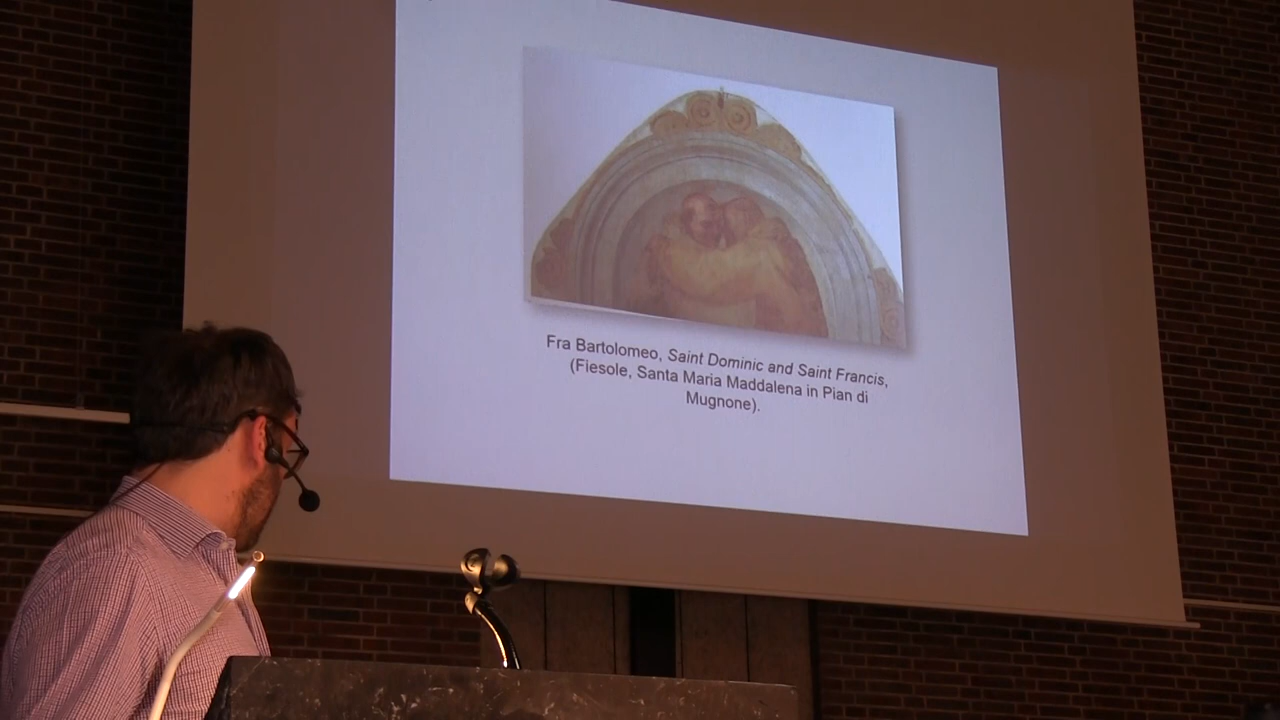 Fra Bartolomeo, Saint Dominic and Saint Francis,
(Fiesole, Santa Maria Maddalena in Pian di
Mugnone).